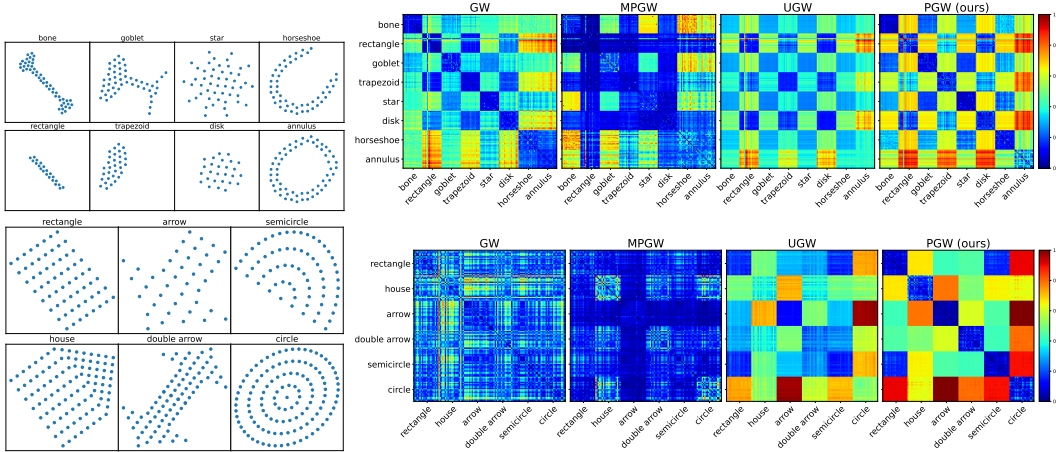 bone goblet star horseshoe
rectangle trapezoid disk annulus
rectangle arrow semicircle
house double arrow circle
GW MPGW UGW PGW (ours)
bone
rectangle
goblet
trapezoid
star
disk
horseshoe
annulus
bone rectangle goblet trapezoid star disk horseshoe annulus bone rectangle goblet trapezoid star disk horseshoe annulus bone rectangle goblet trapezoid star disk horseshoe annulus bone rectangle goblet trapezoid star disk horseshoe annulus
GW MPGW UGW PGW (ours)
rectangle
house
arrow
double arrow
semicircle
circle
rectangle house arrow double arrow semicircle circle rectangle house arrow double arrow semicircle circle rectangle house arrow double arrow semicircle circle rectangle house arrow double arrow semicircle circle